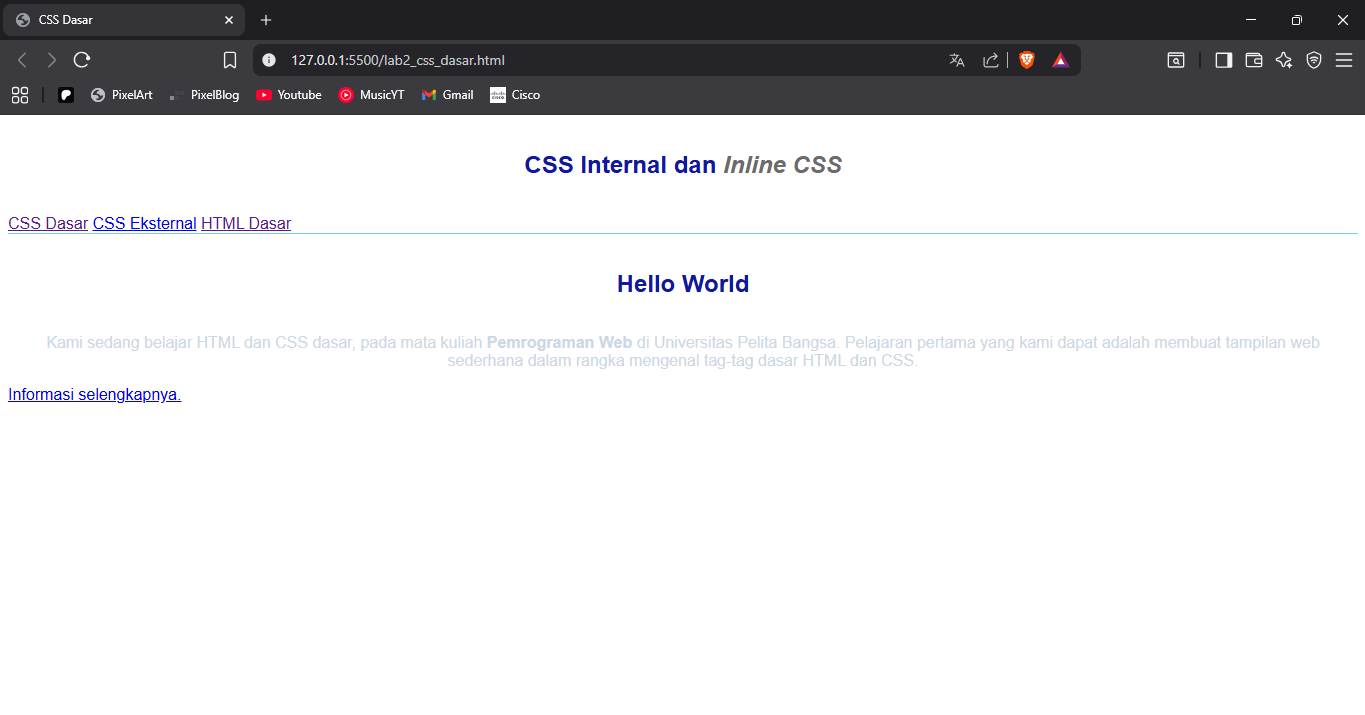 CSS Dasar
127.0.0.1:5500/lab2_css_dasar.html
PixelArt PixelBlog Youtube MusicYT Gmail Cisco
CSS Internal dan Inline CSS
CSS Dasar CSS Eksternal HTML Dasar
Hello World
Kami sedang belajar HTML dan CSS dasar, pada mata kuliah Pemrograman Web di Universitas Pelita Bangsa. Pelajaran pertama yang kami dapat adalah membuat tampilan web
sederhana dalam rangka mengenal tag-tag dasar HTML dan CSS.
Informasi selengkapnya.